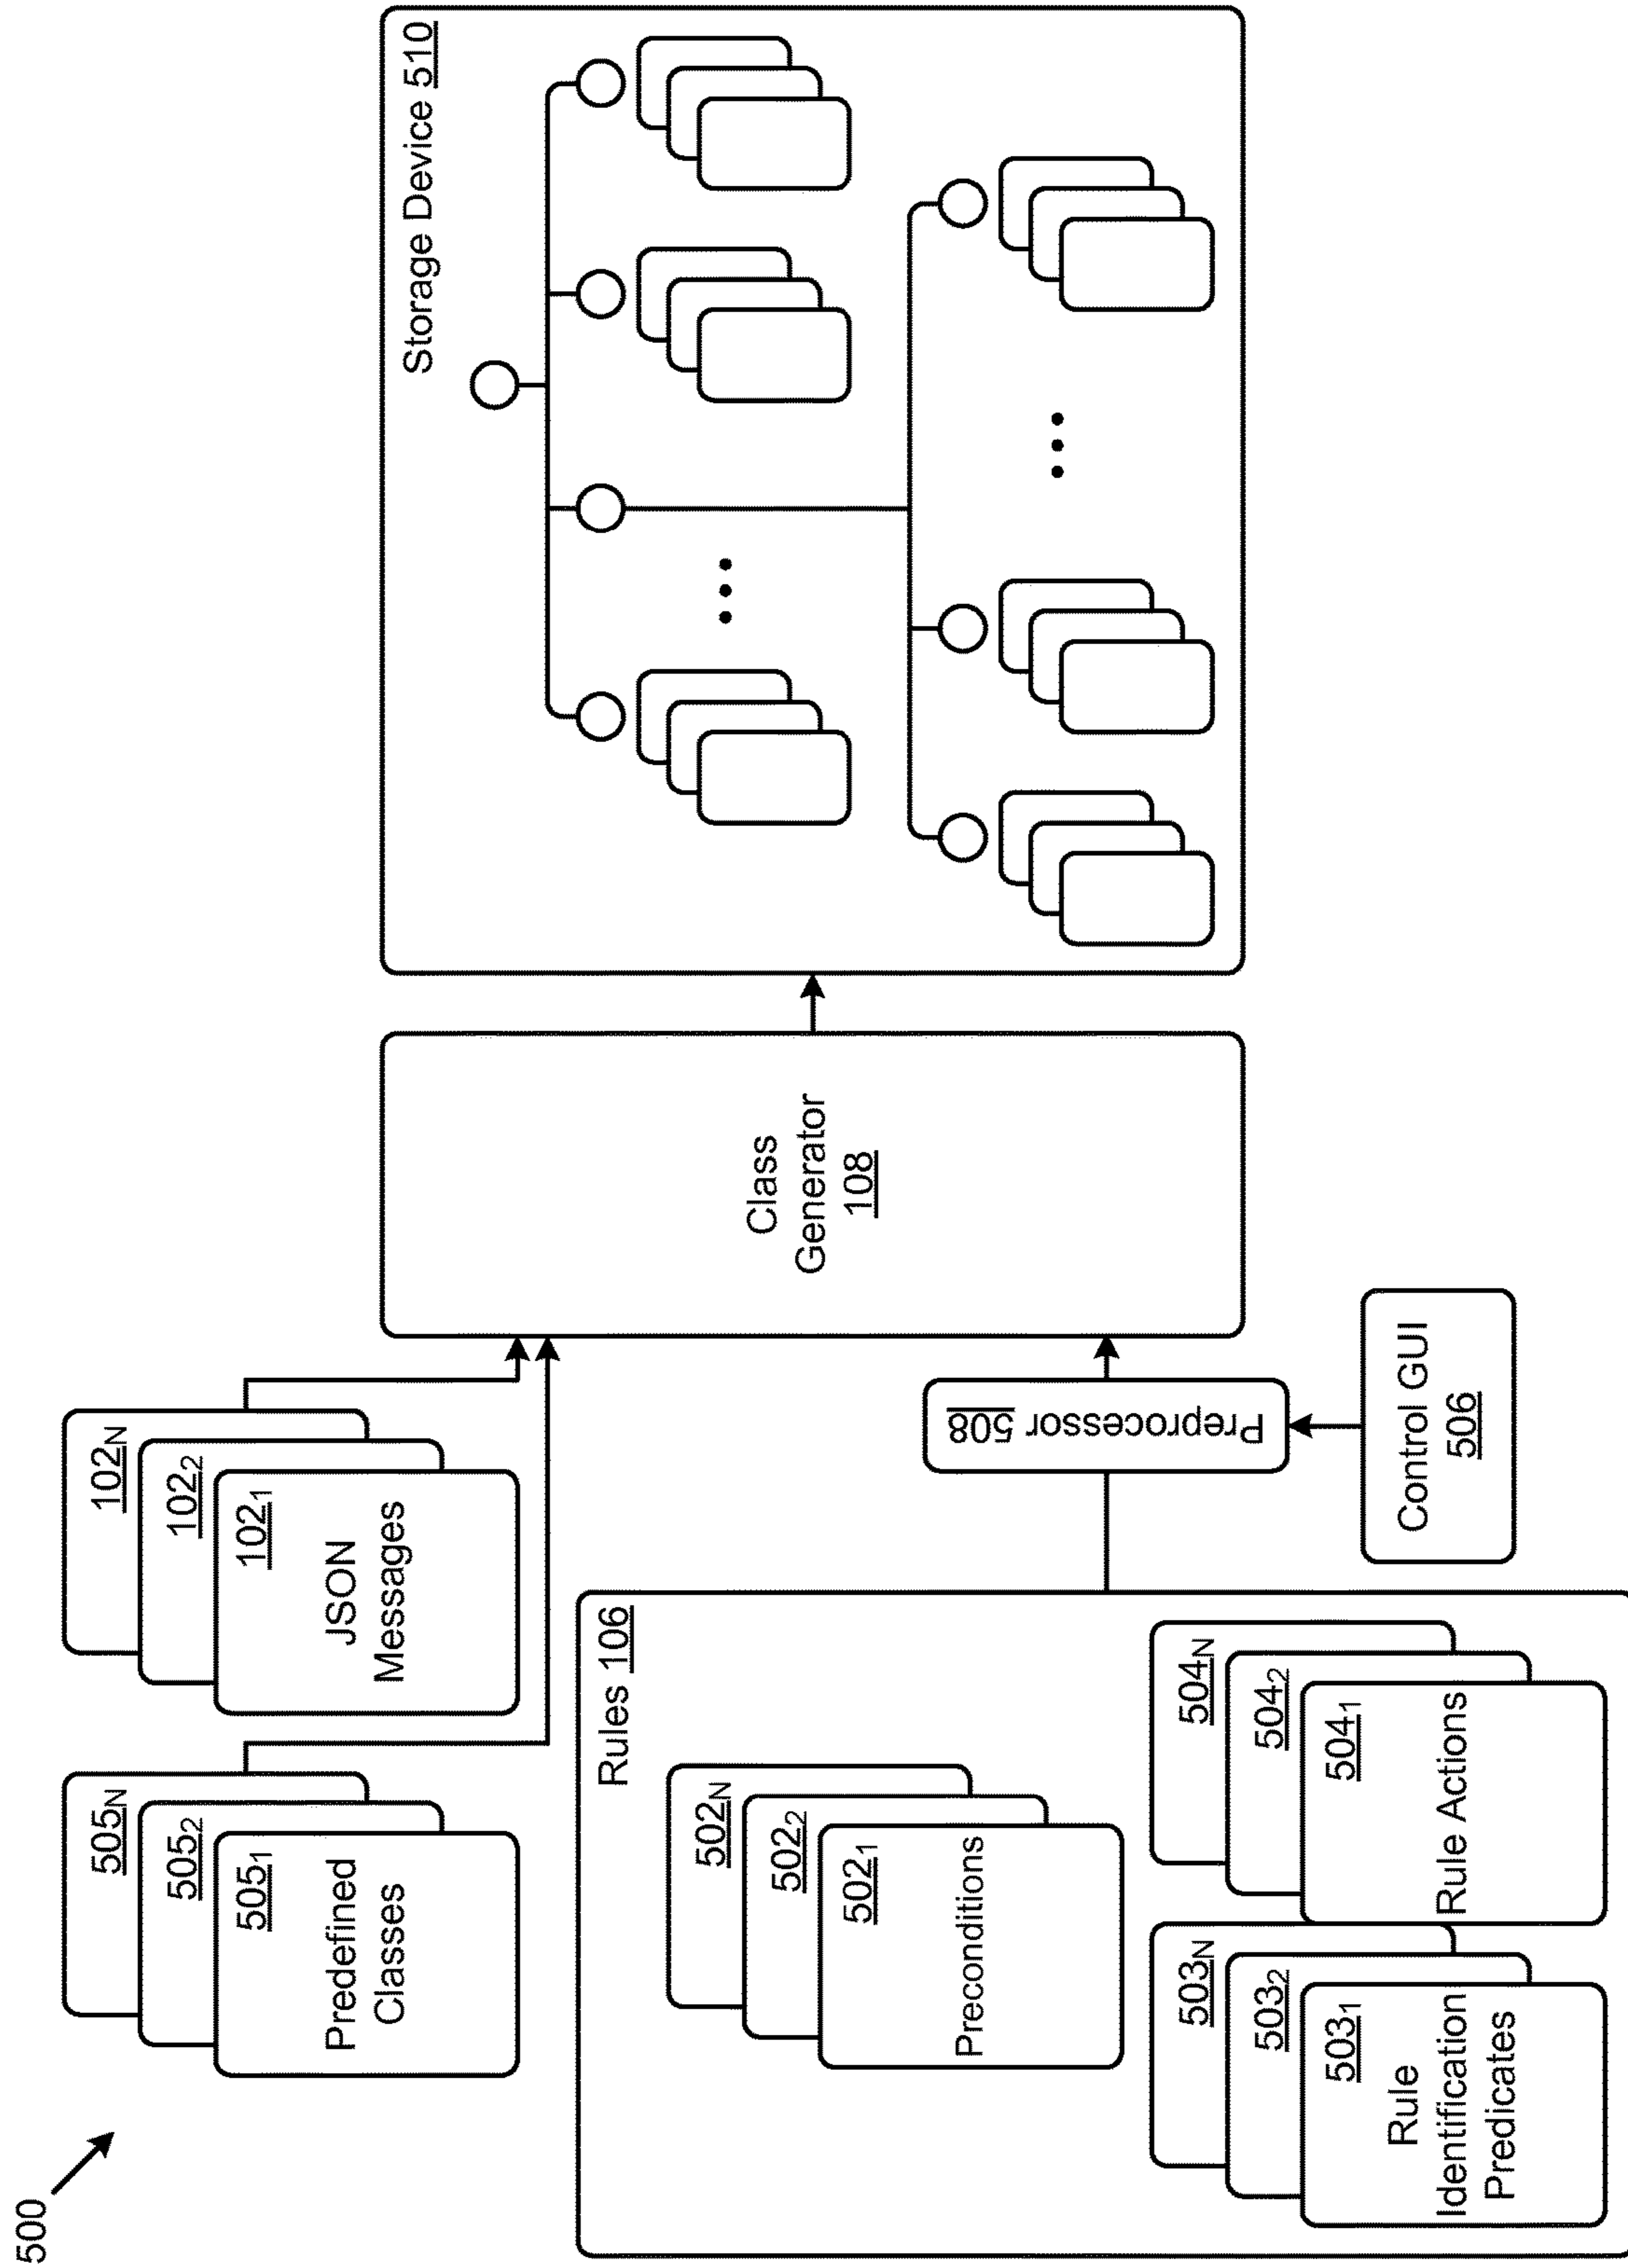 500
505N
5052
5051
Predefined
Classes
102N
1022
1021
JSON
Messages
Rules 106
502N
5022
5021
Preconditions
503N
5032
5031
Rule
Identification
Predicates
504N
5042
5041
Rule Actions
Preprocessor 508
Control GUI
506
Class
Generator
108
Storage Device 510